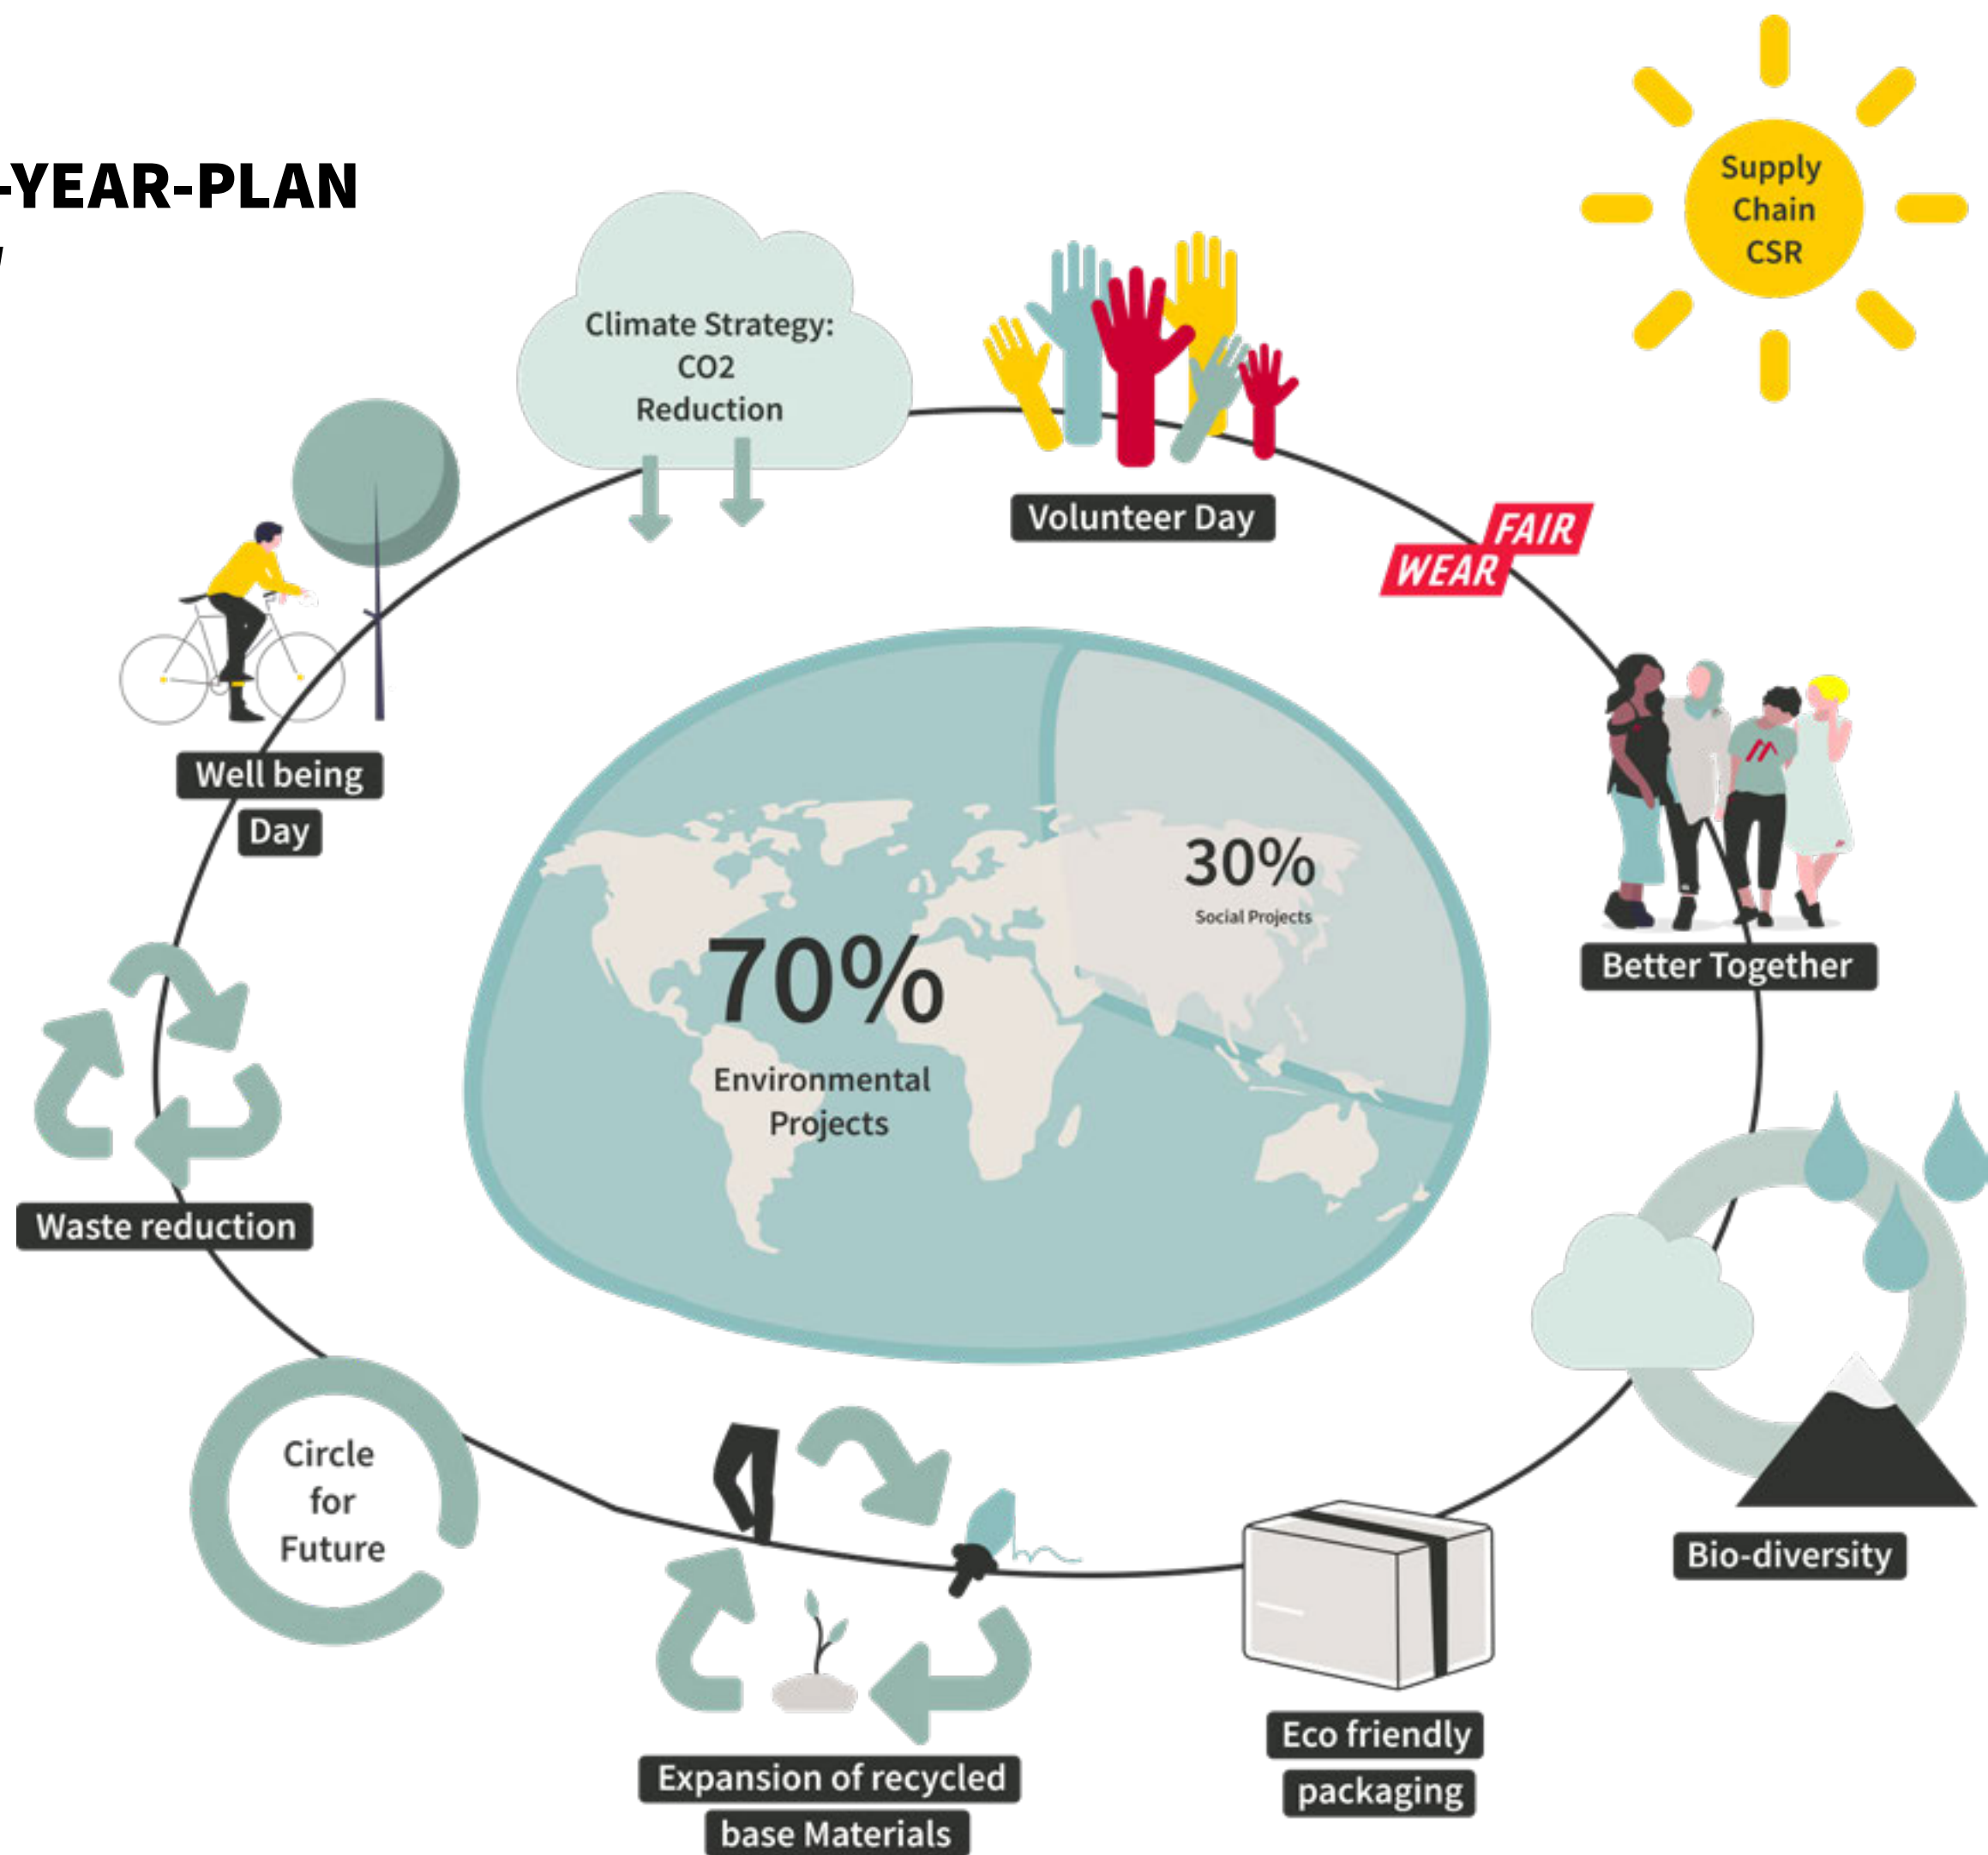 -YEAR-PLAN
Supply
Chain
CSR
Climate Strategy:
CO2
Reduction
Volunteer Day
FAIR
WEAR
Well being
Day
Better Together
30%
Social Projects
70%
Environmental
Projects
Waste reduction
Circle
for
Future
Bio-diversity
Eco friendly
packaging
Expansion of recycled
base Materials